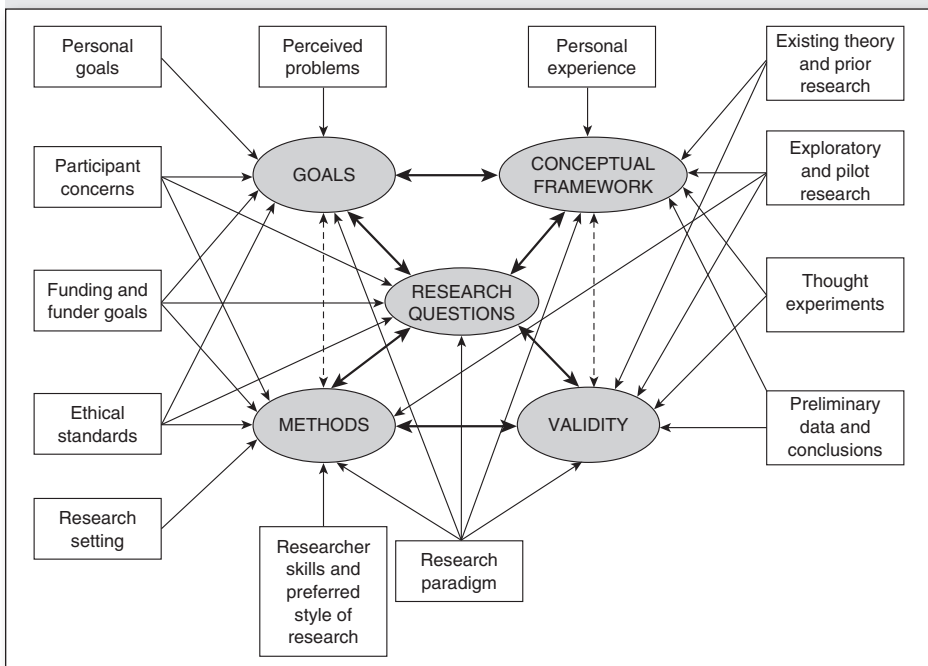 Personal
goals
Perceived
problems
Personal
experience
Existing theory
and prior
research
Participant
concerns
GOALS
CONCEPTUAL
FRAMEWORK
Exploratory
and pilot
research
Funding and
funder goals
RESEARCH
QUESTIONS
Thought
experiments
Ethical
standards
METHODS
VALIDITY
Preliminary
data and
conclusions
Research
setting
Researcher
skills and
preferred
style of
research
Research
paradigm